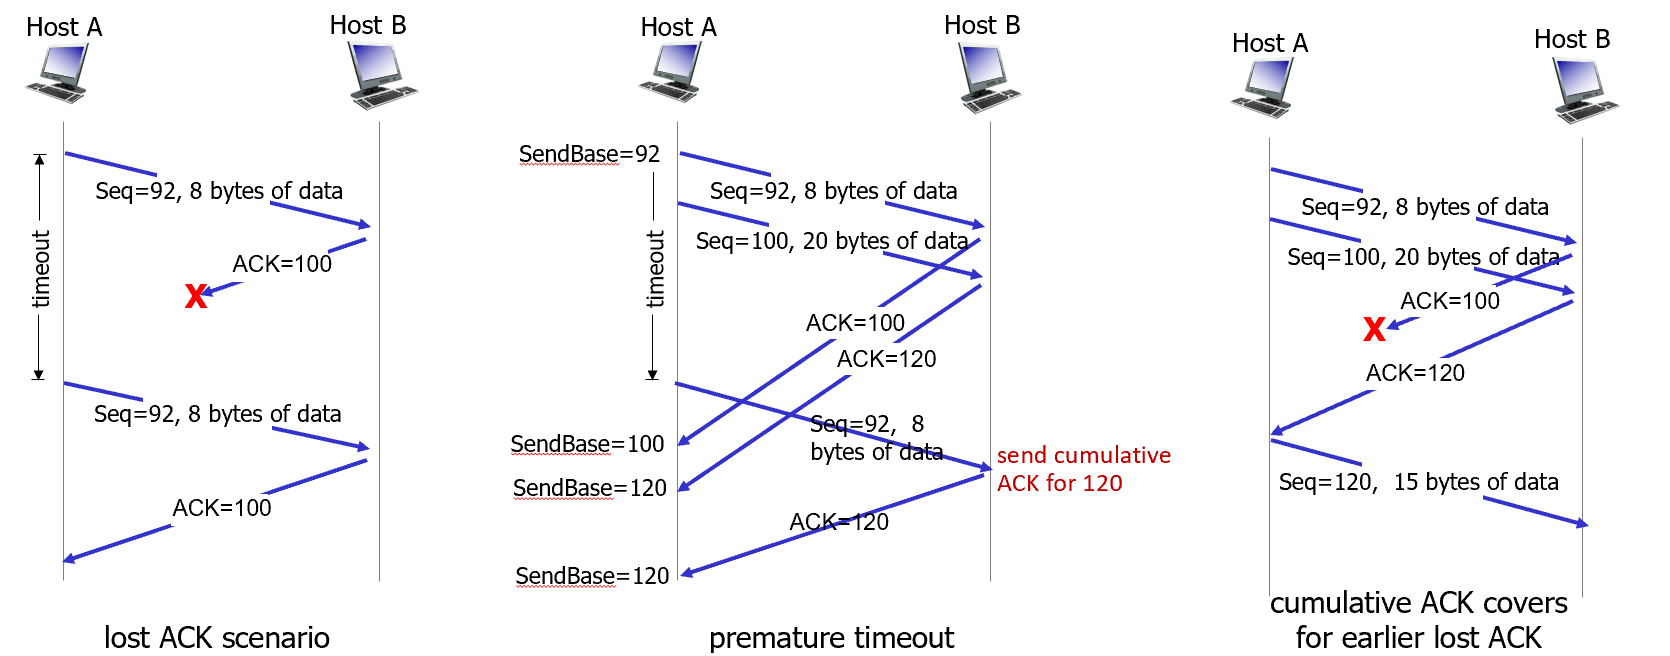 Host A
Host B
timeout
Seq=92, 8 bytes of data
ACK=100
X
Seq=92, 8 bytes of data
ACK=100
lost ACK scenario
Host A
Host B
SendBase=92
timeout
Seq=92, 8 bytes of data
Seq=100, 20 bytes of data
ACK=100
ACK=120
Seq=92, 8
bytes of data
SendBase=100
SendBase=120
send cumulative
ACK for 120
ACK=120
SendBase=120
premature timeout
Host A
Host B
Seq=92, 8 bytes of data
Seq=100, 20 bytes of data
ACK=100
X
ACK=120
Seq=120, 15 bytes of data
cumulative ACK covers
for earlier lost ACK